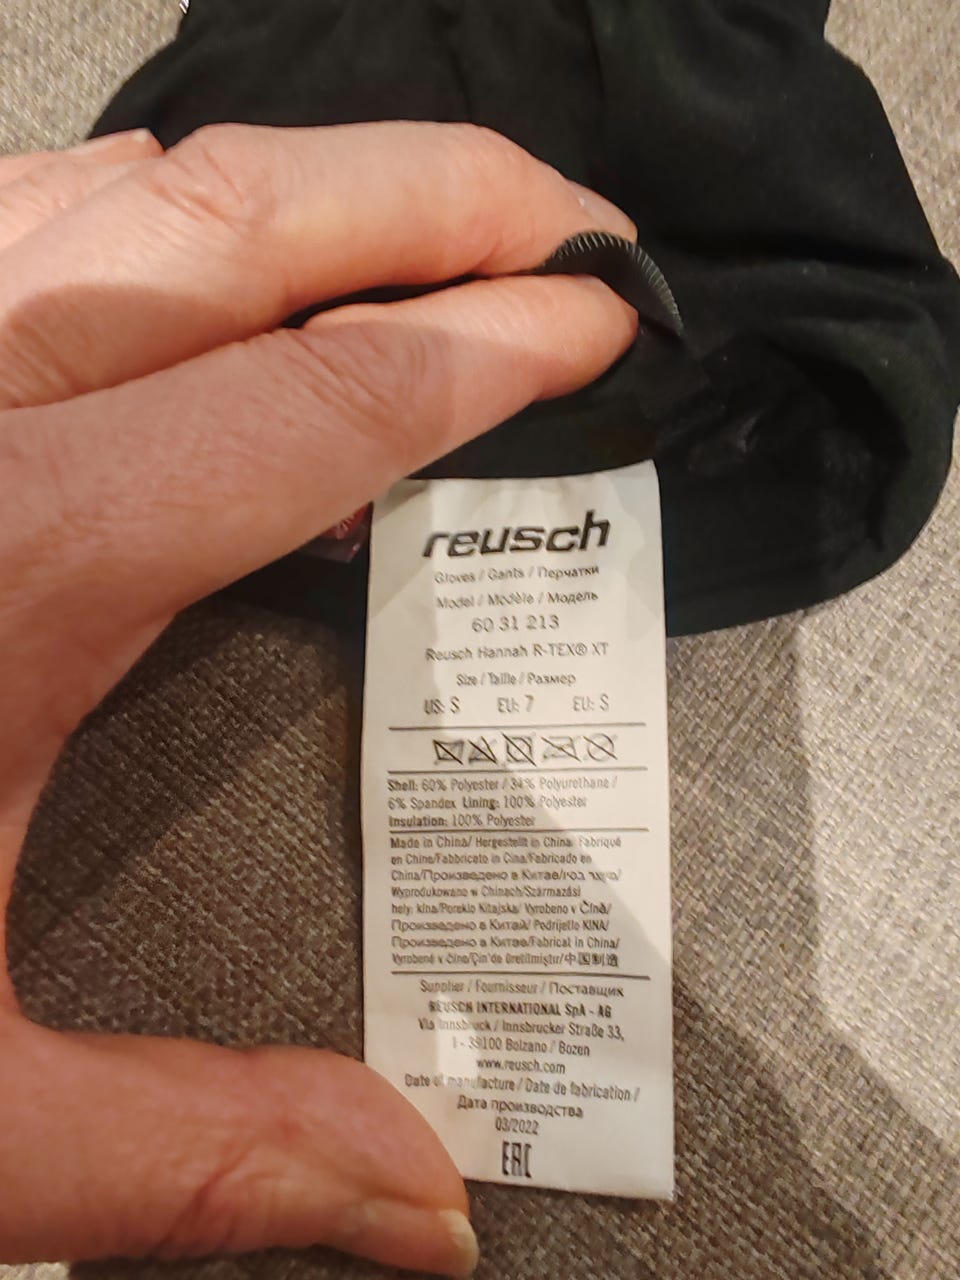 reusch
Gloves / Gants / Перчатки
Model / Modèle / Модель
60 31 213
Reusch Hannah R-TEX® XT
Size / Taille / Размер
US: S EU: 7 EU: S
Shell: 60% Polyester / 34% Polyurethane /
6% Spandex Lining: 100% Polyester
Insulation: 100% Polyester
Made in China/ Hergestellt in China Fabriqué
en Chine/Fabbricato in Cina/Fabricado en
China/Произведено в Китае/
Wyprodukowano w Chinach/Származási
hely: kína/Poreklo Kitajska/ Vyrobeno v Číně/
Произведено в Китай/ Podrijetlo KINA/
Произведено в Китае/Fabricat in China/
Vyrobené v čine/Çin'de üretilmiştir/中国制造
Supplier / Fournisseur / Поставщик
REUSCH INTERNATIONAL SpA - AG
Via Innsbruck / Innsbrucker Straße 33,
I - 39100 Bolzano / Bozen
www.reusch.com
Date of manufacture / Date de fabrication /
Дата производства
03/2022
EAC